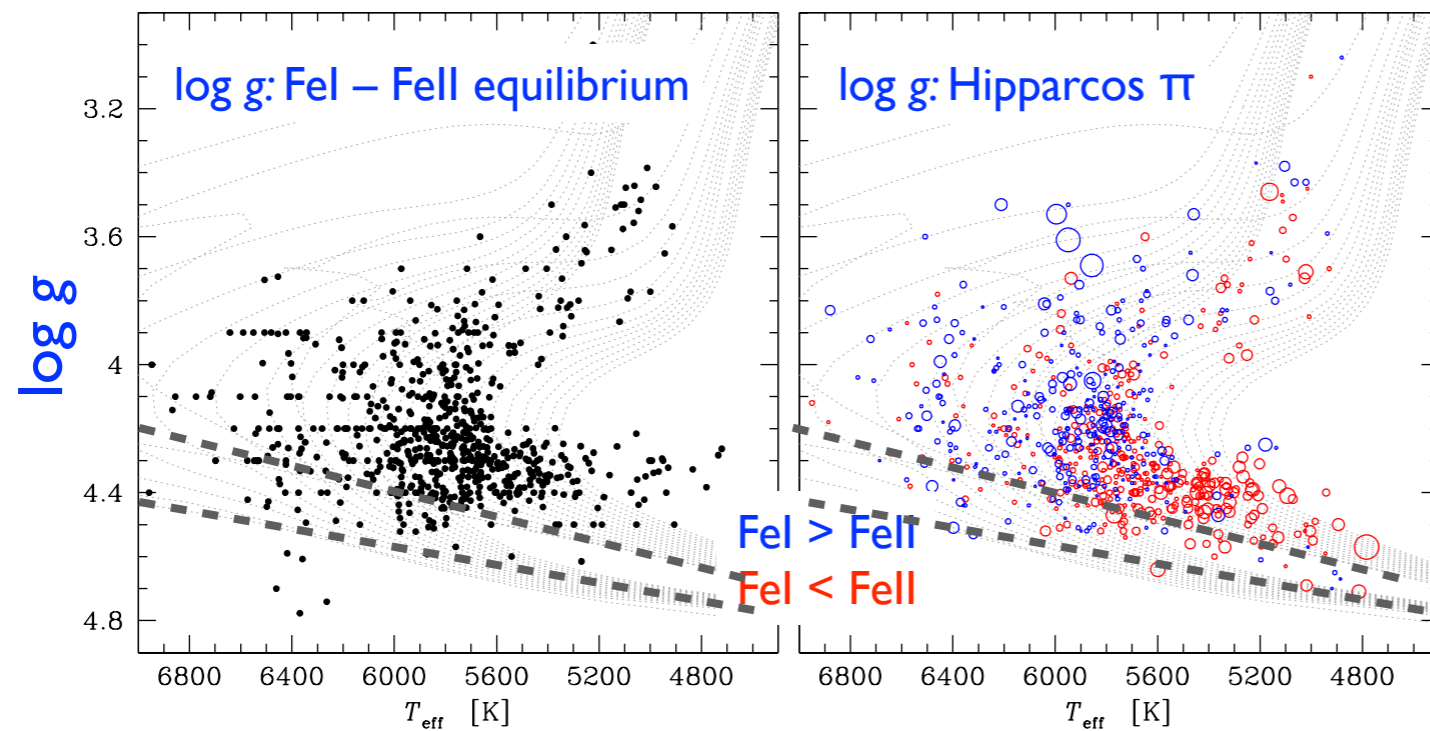 log g: FeI – FeII equilibrium
log g: Hipparcos π
log g
3.2
3.6
4
4.4
4.8
FeI > FeII
FeI < FeII
6800 6400 6000 5600 5200 4800
6800 6400 6000 5600 5200 4800
Teff [K]
Teff [K]